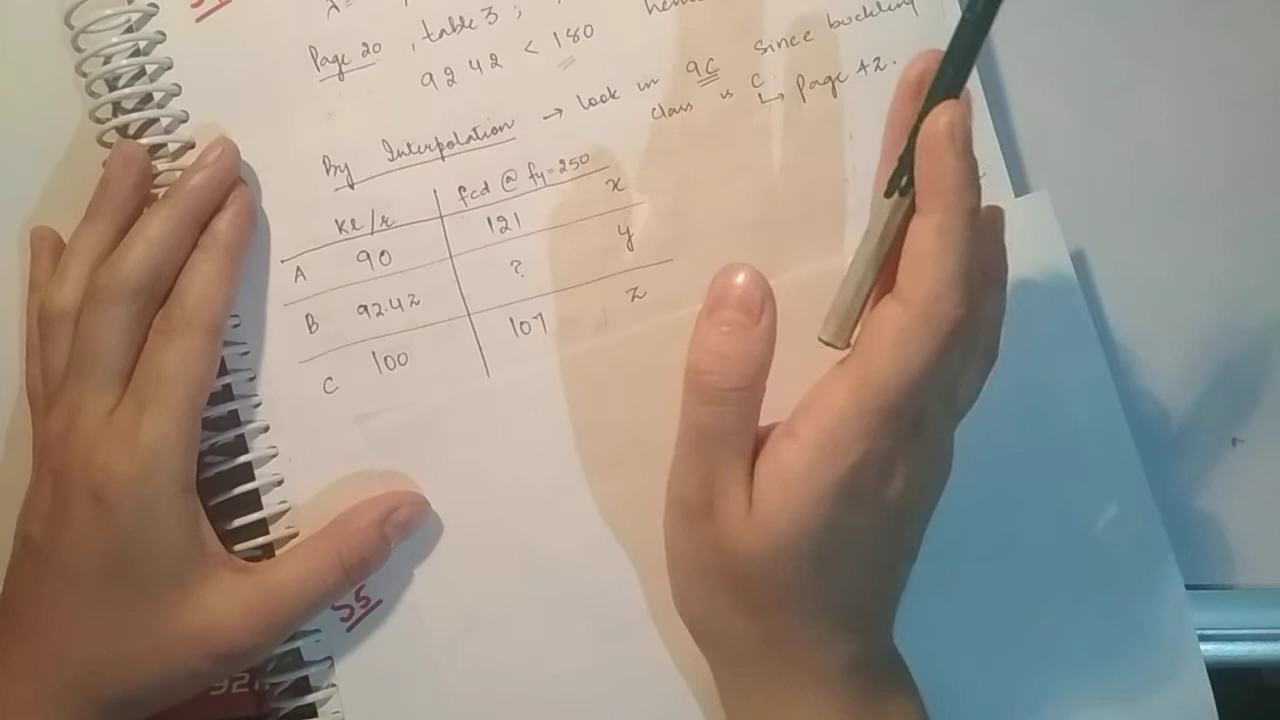 λ=
Page 20 , table 3 ;
92 42 < 180
By Interpolation → look in 9C since buckling
class is C ↳ Page 42.
KL/r fcd @ fy=250
A 90 121 x
B 92.42 ? y
C 100 107 z
S5